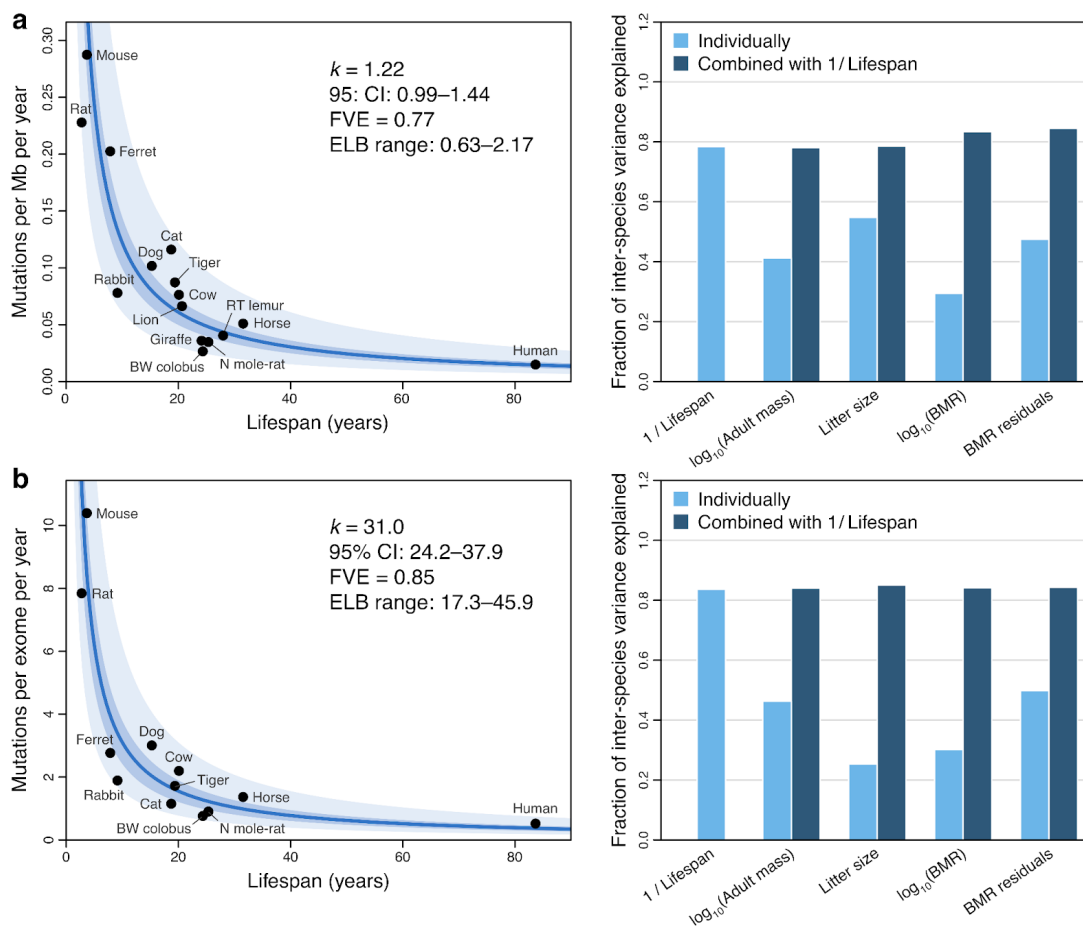 a
Mutations per Mb per year
0.30
0.25
0.20
0.15
0.10
0.05
0.00
Mouse
Rat
Ferret
Cat
Dog
Tiger
Rabbit
Cow
RT lemur
Lion
Horse
Giraffe
BW colobus
N mole-rat
Human
k = 1.22
95: CI: 0.99–1.44
FVE = 0.77
ELB range: 0.63–2.17
0 20 40 60 80
Lifespan (years)
Fraction of inter-species variance explained
1.2
1.0
0.8
0.6
0.4
0.2
0.0
Individually
Combined with 1/Lifespan
1/Lifespan
log10(Adult mass)
Litter size
log10(BMR)
BMR residuals
b
Mutations per exome per year
10
8
6
4
2
0
Mouse
Rat
Ferret
Dog
Cow
Tiger
Rabbit
Cat
Horse
BW colobus
N mole-rat
Human
k = 31.0
95% CI: 24.2–37.9
FVE = 0.85
ELB range: 17.3–45.9
0 20 40 60 80
Lifespan (years)
Fraction of inter-species variance explained
1.2
1.0
0.8
0.6
0.4
0.2
0.0
Individually
Combined with 1/Lifespan
1/Lifespan
log10(Adult mass)
Litter size
log10(BMR)
BMR residuals